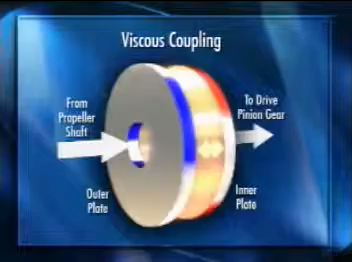 Viscous Coupling
From
Propeller
Shaft
To Drive
Pinion Gear
Outer
Plate
Inner
Plate